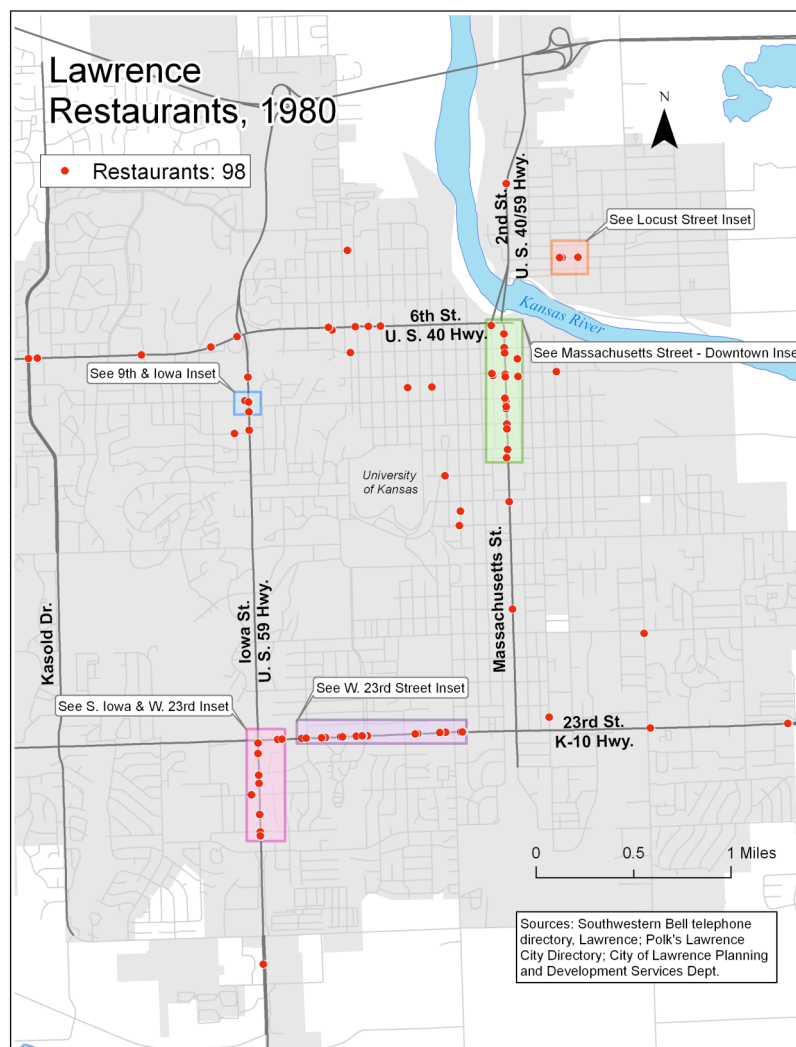 Lawrence
Restaurants, 1980
Restaurants: 98
N
2nd St.
U. S. 40/59 Hwy.
See Locust Street Inset
Kansas River
6th St.
U. S. 40 Hwy.
See Massachusetts Street - Downtown Inse
See 9th & Iowa Inset
University
of Kansas
Massachusetts St.
Kasold Dr.
Iowa St.
U. S. 59 Hwy.
See W. 23rd Street Inset
See S. Iowa & W. 23rd Inset
23rd St.
K-10 Hwy.
0 0.5 1 Miles
Sources: Southwestern Bell telephone
directory, Lawrence; Polk's Lawrence
City Directory; City of Lawrence Planning
and Development Services Dept.